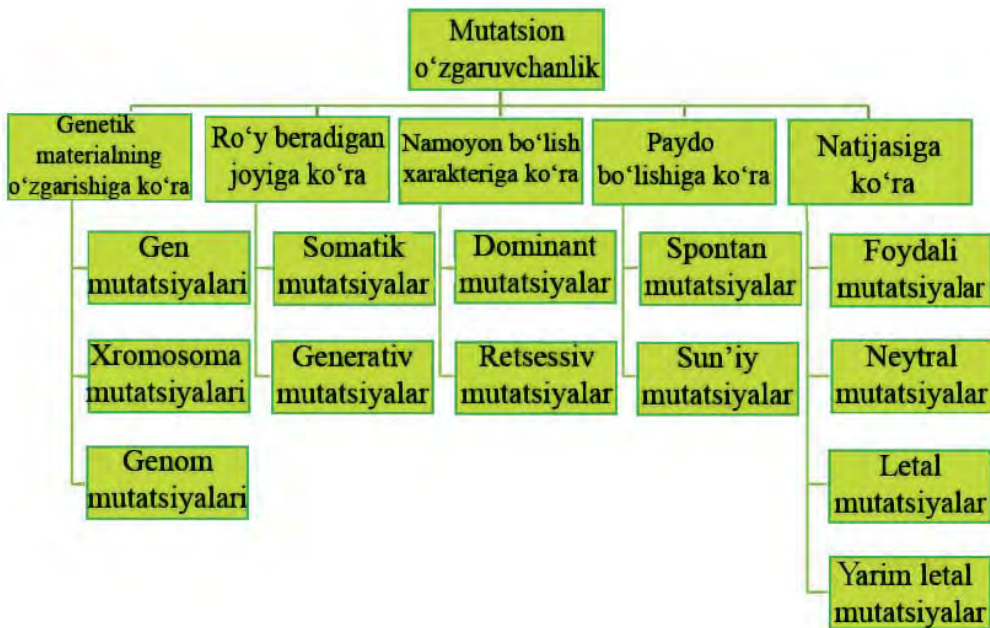 Mutatsion
o‘zgaruvchanlik
Genetik
materialning
o‘zgarishiga ko‘ra
Gen
mutatsiyalari
Xromosoma
mutatsiyalari
Genom
mutatsiyalari
Ro‘y beradigan
joyiga ko‘ra
Somatik
mutatsiyalar
Generativ
mutatsiyalar
Namoyon bo‘lish
xarakteriga ko‘ra
Dominant
mutatsiyalar
Retsessiv
mutatsiyalar
Paydo
bo‘lishiga ko‘ra
Spontan
mutatsiyalar
Sun’iy
mutatsiyalar
Natijasiga
ko‘ra
Foydali
mutatsiyalar
Neytral
mutatsiyalar
Letal
mutatsiyalar
Yarim letal
mutatsiyalar